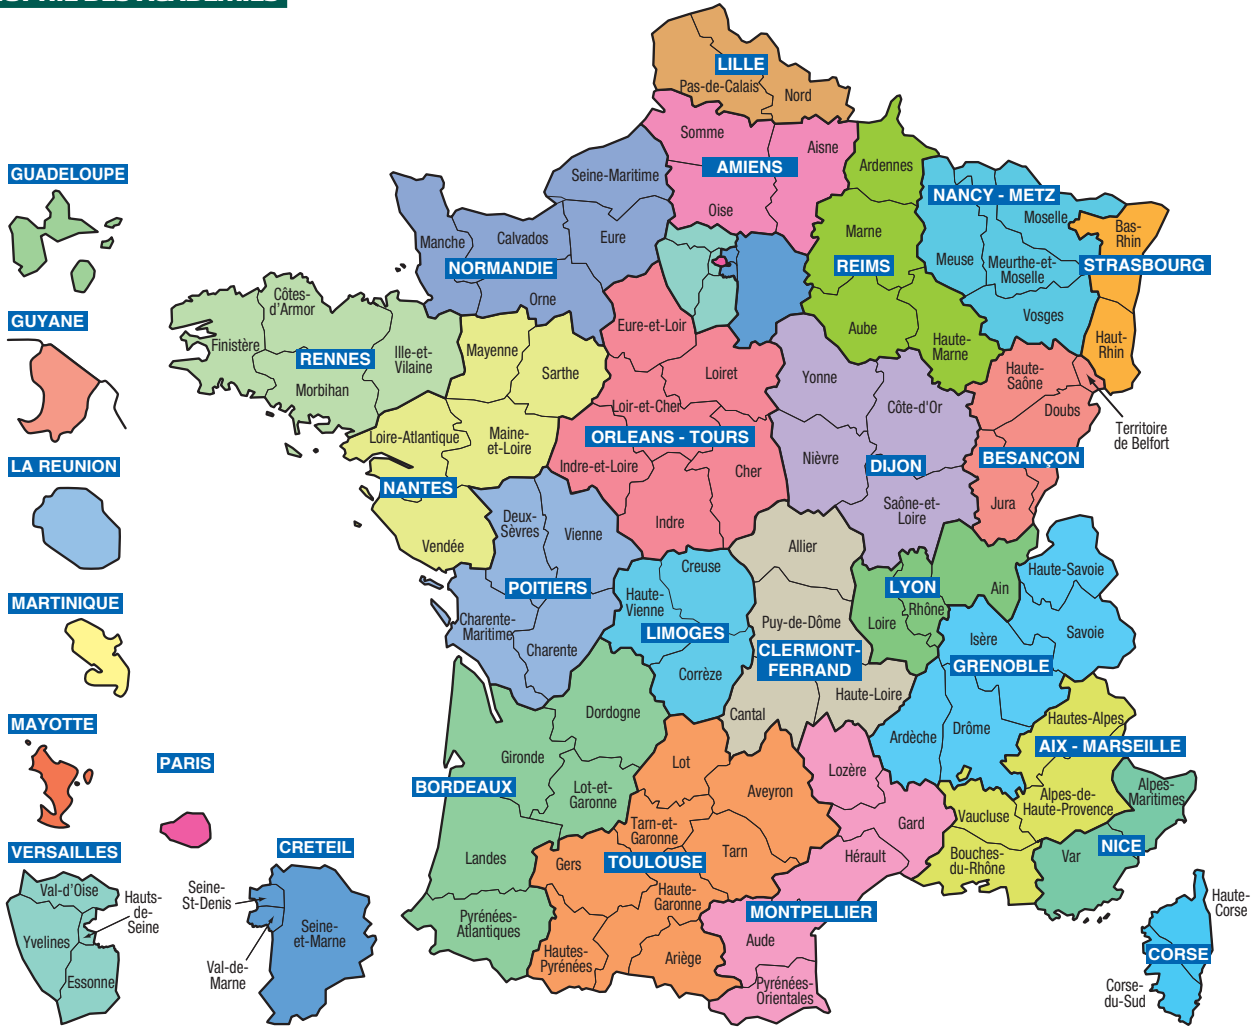 DES ACADÉMIES
LILLE
Pas-de-Calais
Nord
Somme
Aisne
AMIENS
Oise
Ardennes
Seine-Maritime
Manche
Calvados
Eure
NORMANDIE
Orne
Marne
REIMS
Aube
Haute-
Marne
NANCY - METZ
Moselle
Meuse
Meurthe-et-
Moselle
Vosges
Bas-
Rhin
STRASBOURG
Haut-
Rhin
GUADELOUPE
GUYANE
LA REUNION
MARTINIQUE
MAYOTTE
PARIS
VERSAILLES
Val-d'Oise
Hauts-
de-
Seine
Yvelines
Essonne
CRETEIL
Seine-
St-Denis
Seine-
et-Marne
Val-de-
Marne
Côtes-
d'Armor
Finistère
RENNES
Ille-et-
Vilaine
Morbihan
Mayenne
Sarthe
Loire-Atlantique
Maine-
et-Loire
NANTES
Vendée
Eure-et-Loir
Loiret
Loir-et-Cher
ORLEANS - TOURS
Indre-et-Loire
Cher
Indre
Yonne
Côte-d'Or
Nièvre
DIJON
Saône-et-
Loire
Haute-
Saône
Doubs
Territoire
de Belfort
BESANÇON
Jura
Deux-
Sèvres
Vienne
POITIERS
Charente-
Maritime
Charente
Creuse
Haute-
Vienne
LIMOGES
Corrèze
Allier
Puy-de-Dôme
CLERMONT-
FERRAND
Haute-Loire
Cantal
LYON
Ain
Rhône
Loire
Haute-Savoie
Isère
Savoie
GRENOBLE
Ardèche
Drôme
Hautes-Alpes
AIX - MARSEILLE
Alpes-de-
Haute-Provence
Vaucluse
Bouches-
du-Rhône
Alpes-
Maritimes
NICE
Var
Dordogne
Gironde
BORDEAUX
Lot-et-
Garonne
Landes
Pyrénées-
Atlantiques
Lot
Aveyron
Tarn-et-
Garonne
Gers
TOULOUSE
Tarn
Haute-
Garonne
Hautes-
Pyrénées
Ariège
Lozère
Gard
Hérault
MONTPELLIER
Aude
Pyrénées-
Orientales
Haute-
Corse
CORSE
Corse-
du-Sud